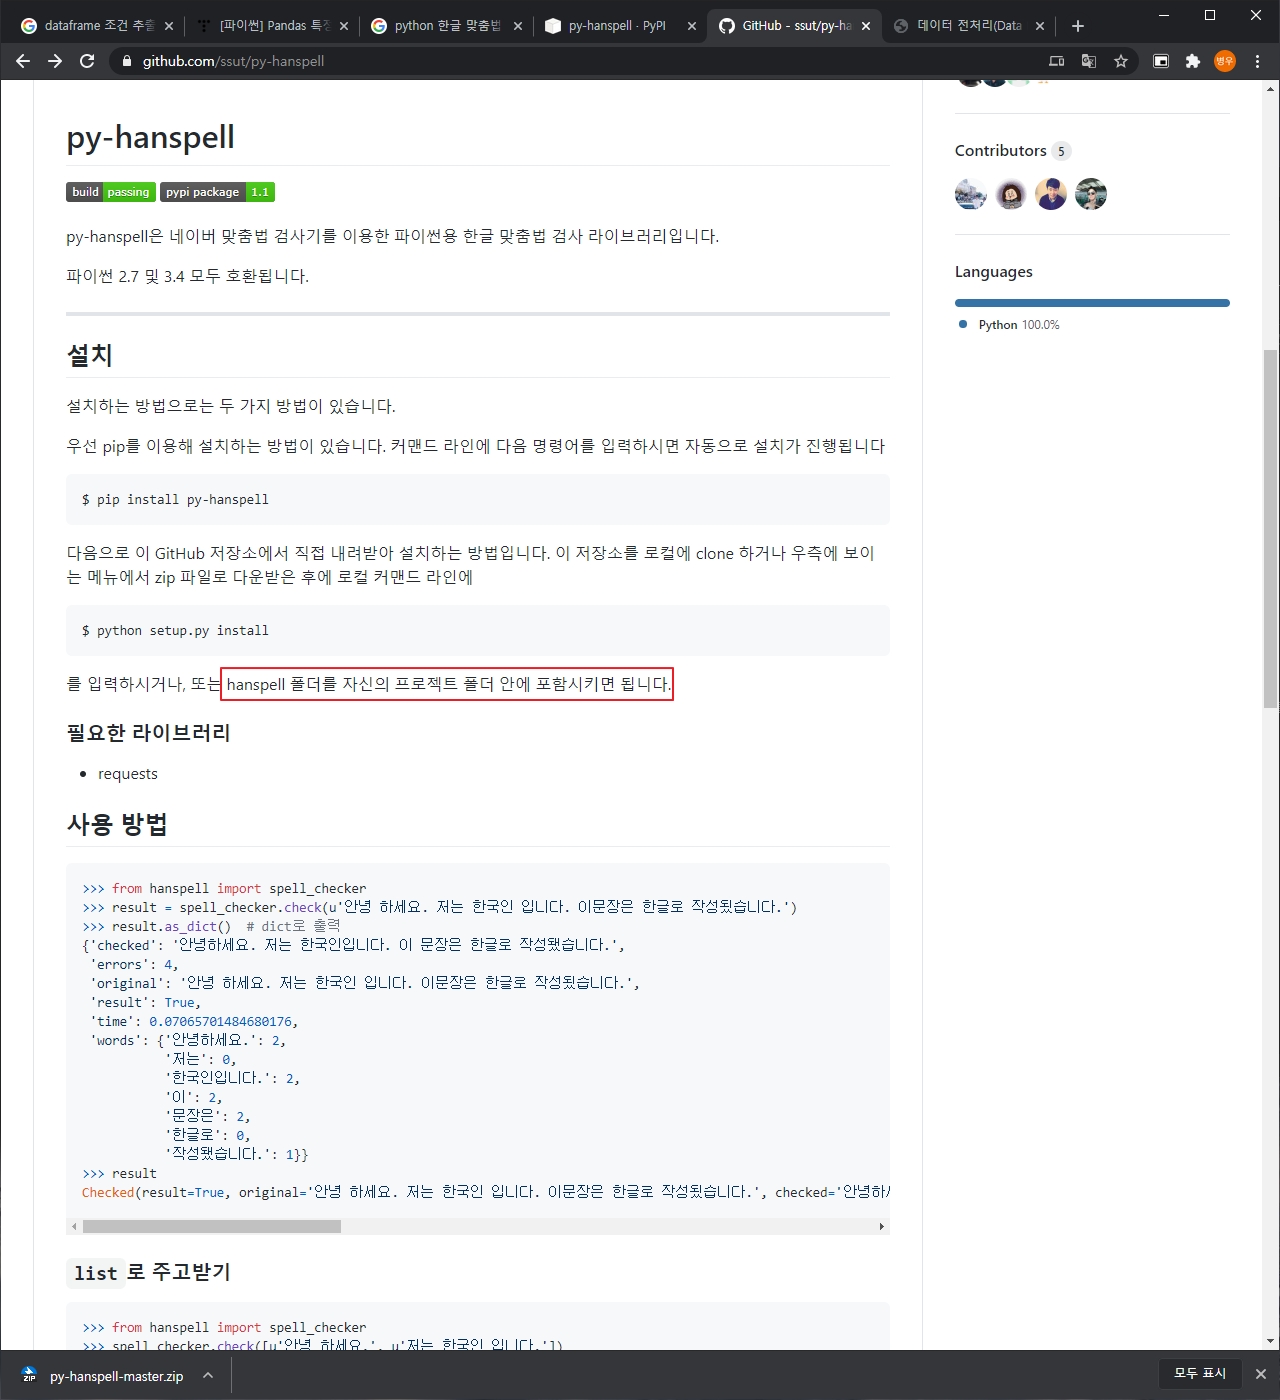 dataframe 조건 추출
[파이썬] Pandas 특정
python 한글 맞춤법
py-hanspell · PyPI
GitHub - ssut/py-ha
데이터 전처리(Data
github.com/ssut/py-hanspell
병우
py-hanspell
build passing pypi package 1.1
py-hanspell은 네이버 맞춤법 검사기를 이용한 파이썬용 한글 맞춤법 검사 라이브러리입니다.
파이썬 2.7 및 3.4 모두 호환됩니다.
설치
설치하는 방법으로는 두 가지 방법이 있습니다.
우선 pip를 이용해 설치하는 방법이 있습니다. 커맨드 라인에 다음 명령어를 입력하시면 자동으로 설치가 진행됩니다
$ pip install py-hanspell
다음으로 이 GitHub 저장소에서 직접 내려받아 설치하는 방법입니다. 이 저장소를 로컬에 clone 하거나 우측에 보이
는 메뉴에서 zip 파일로 다운받은 후에 로컬 커맨드 라인에
$ python setup.py install
를 입력하시거나, 또는 hanspell 폴더를 자신의 프로젝트 폴더 안에 포함시키면 됩니다.
필요한 라이브러리
• requests
사용 방법
>>> from hanspell import spell_checker
>>> result = spell_checker.check(u'안녕 하세요. 저는 한국인 입니다. 이문장은 한글로 작성됬습니다.')
>>> result.as_dict()  # dict로 출력
{'checked': '안녕하세요. 저는 한국인입니다. 이 문장은 한글로 작성됐습니다.',
 'errors': 4,
 'original': '안녕 하세요. 저는 한국인 입니다. 이문장은 한글로 작성됬습니다.',
 'result': True,
 'time': 0.07065701484680176,
 'words': {'안녕하세요.': 2,
           '저는': 0,
           '한국인입니다.': 2,
           '이': 2,
           '문장은': 2,
           '한글로': 0,
           '작성됐습니다.': 1}}
>>> result
Checked(result=True, original='안녕 하세요. 저는 한국인 입니다. 이문장은 한글로 작성됬습니다.', checked='안녕하세
list 로 주고받기
>>> from hanspell import spell_checker
>>> spell_checker.check([u'안녕 하세요.', u'저는 한국인 입니다.'])
Contributors 5
Languages
Python 100.0%
ZIP
py-hanspell-master.zip
모두 표시